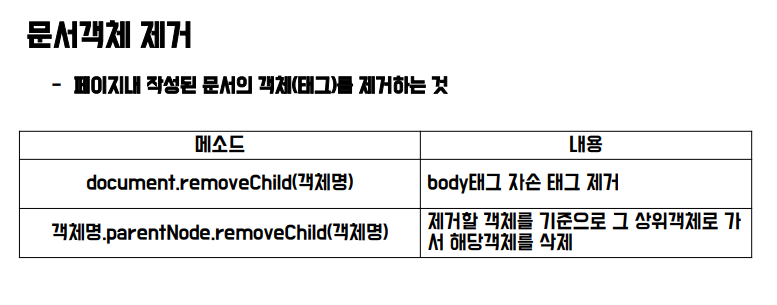 문서객체 제거
- 페이지내 작성된 문서의 객체(태그)를 제거하는 것
메소드 내용
document.removeChild(객체명) body태그 자손 태그 제거
객체명.parentNode.removeChild(객체명) 제거할 객체를 기준으로 그 상위객체로 가
서 해당객체를 삭제